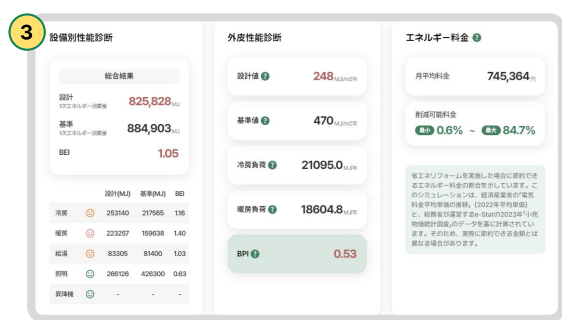 3
設備別性能診断
総合結果
設計
1次エネルギー消費量
825,828 MJ
基準
1次エネルギー消費量
884,903 MJ
BEI 1.05
設計(MJ) 基準(MJ) BEI
冷房 253140 217565 1.16
暖房 223257 159638 1.40
給湯 83305 81400 1.03
照明 266126 426300 0.63
昇降機 - - -
外皮性能診断
設計値 ? 248 MJ/m2年
基準値 ? 470 MJ/m2年
冷房負荷 ? 21095.0 MJ/年
暖房負荷 ? 18604.8 MJ/年
BPI ? 0.53
エネルギー料金 ?
月平均料金 745,364 円
削減可能料金
最小 0.6% ~ 最大 84.7%
省エネリフォームを実施した場合に節約でき
るエネルギー料金の割合を示しています。こ
のシミュレーションは、経済産業省の「電気
料金平均単価の推移」(2022年平均単価)
と、総務省が運営するe-Statの2023年「小売
物価統計調査」のデータを基に計算されてい
ます。そのため、実際に節約できる金額とは
異なる場合があります。